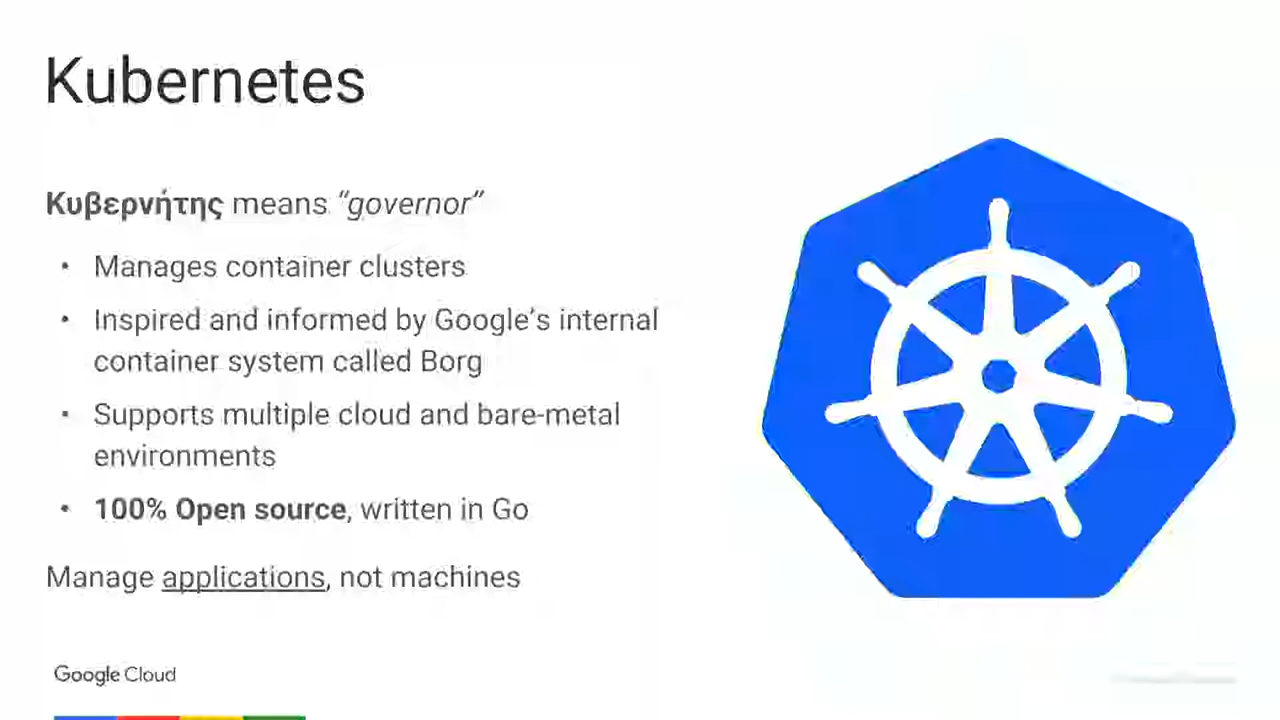 Kubernetes
Κυβερνήτης means “governor”
• Manages container clusters
• Inspired and informed by Google’s internal
container system called Borg
• Supports multiple cloud and bare-metal
environments
• 100% Open source, written in Go
Manage applications, not machines
Google Cloud